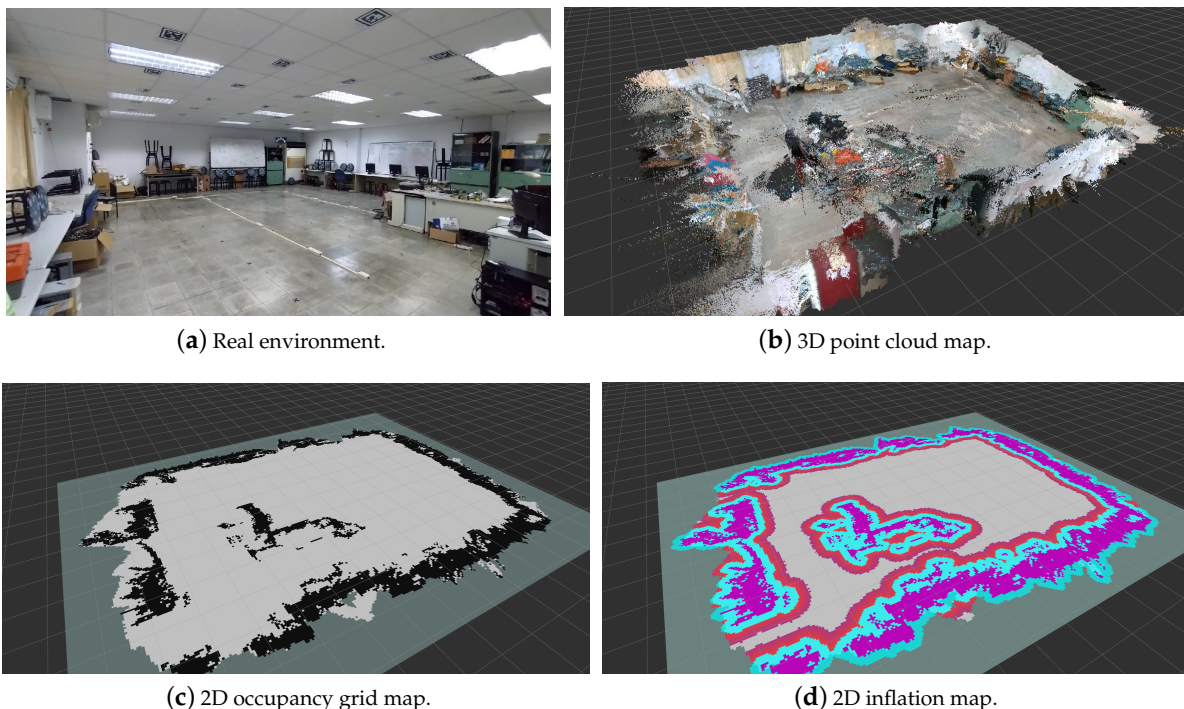 (a) Real environment.
(b) 3D point cloud map.
(c) 2D occupancy grid map.
(d) 2D inflation map.